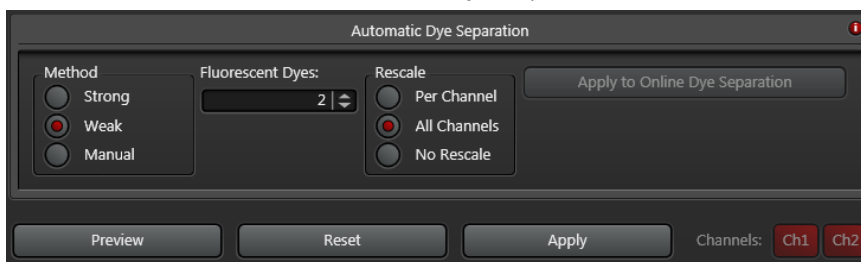 Automatic Dye Separation
Method
Strong
Weak
Manual
Fluorescent Dyes:
2
Rescale
Per Channel
All Channels
No Rescale
Apply to Online Dye Separation
Preview
Reset
Apply
Channels:
Ch1
Ch2